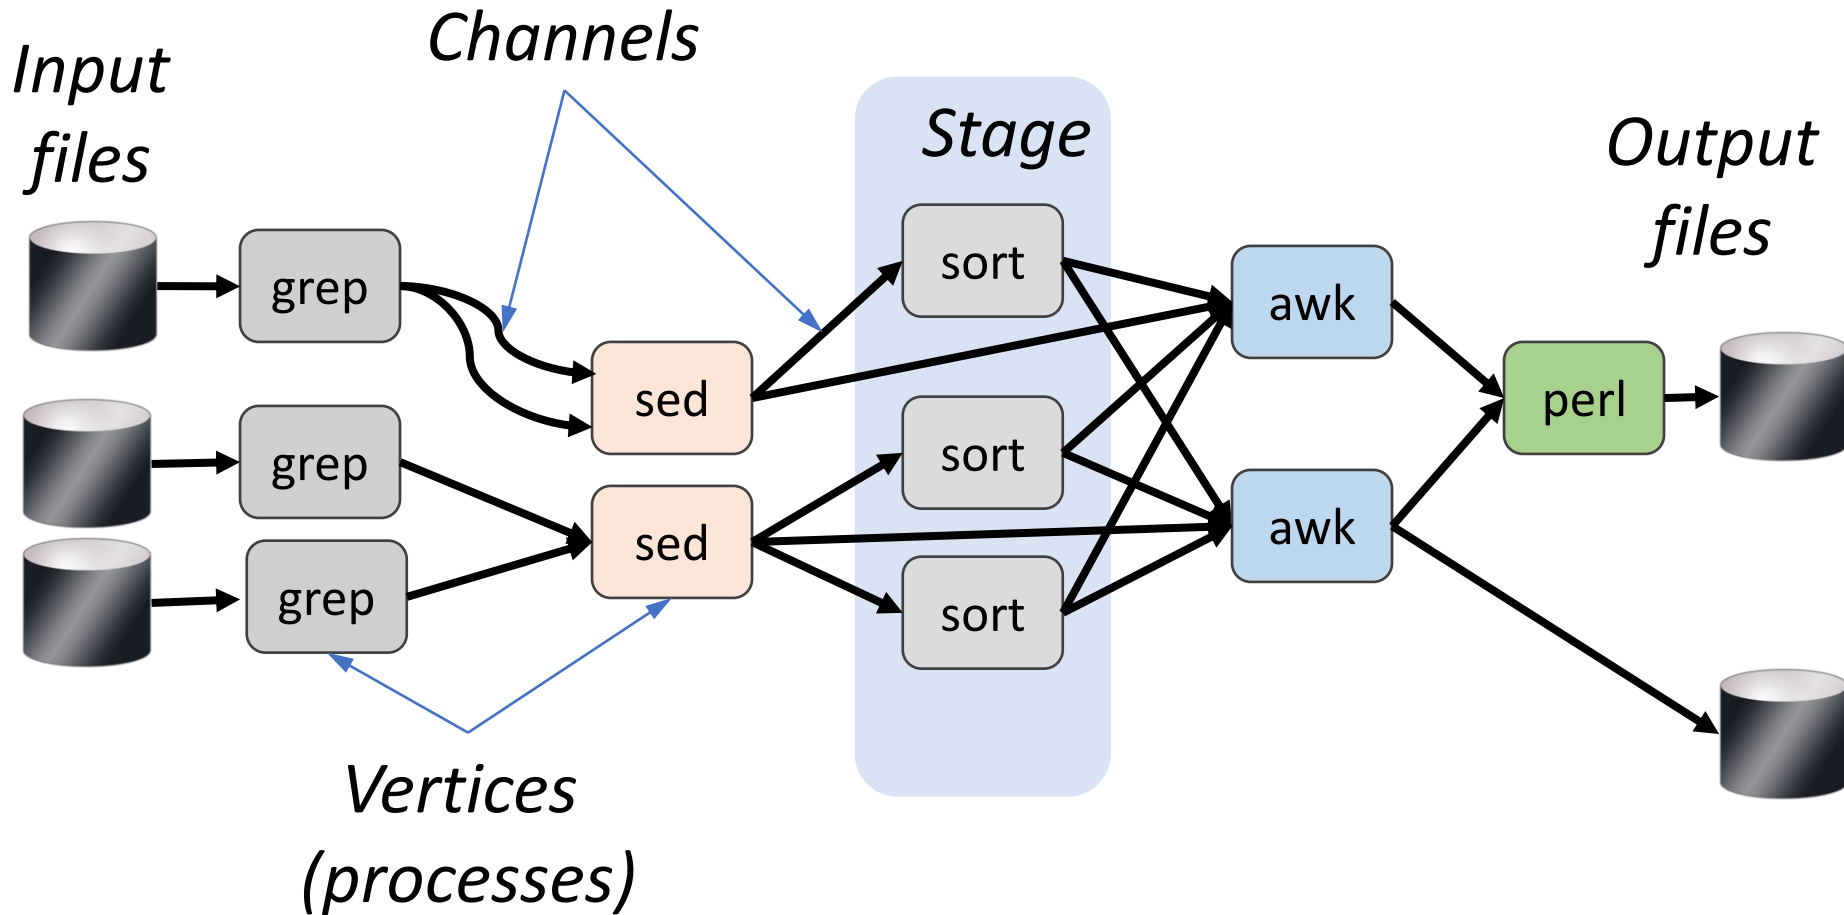 Channels
Input
files
Stage
Output
files
grep
sort
awk
sed
perl
grep
sort
sed
awk
grep
sort
Vertices
(processes)